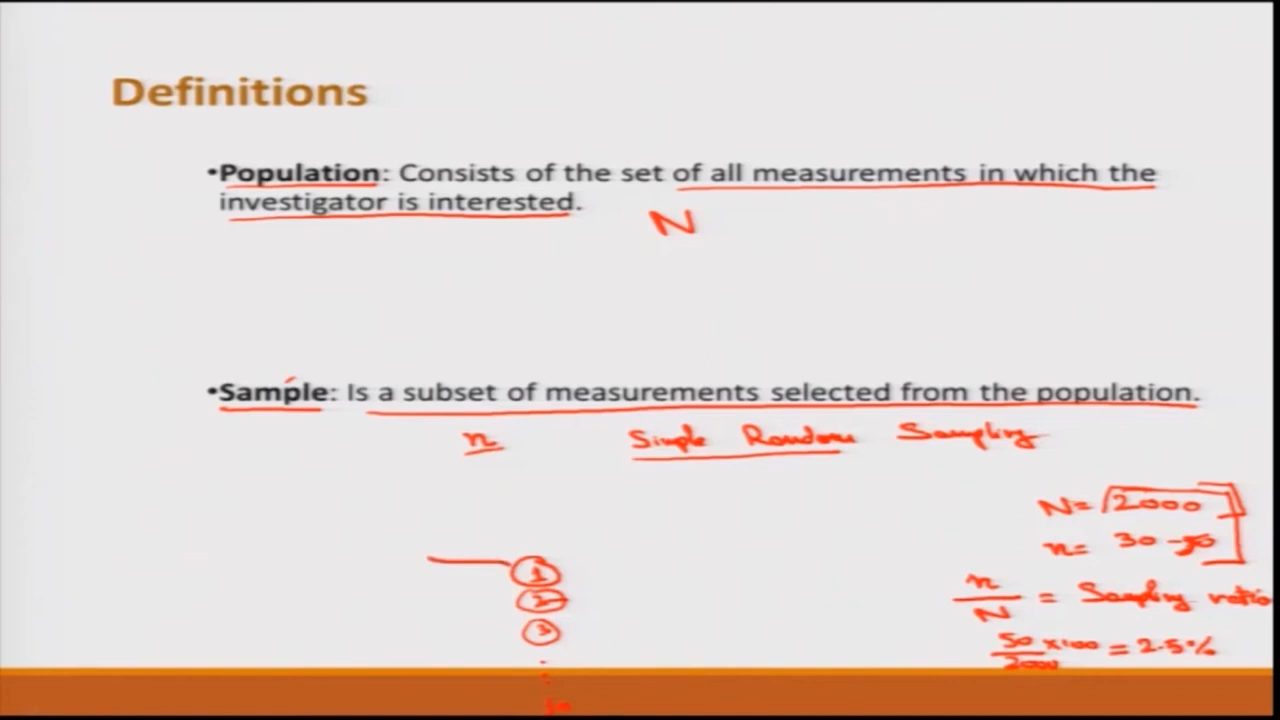 Definitions
•Population: Consists of the set of all measurements in which the
investigator is interested.
N
•Sample: Is a subset of measurements selected from the population.
n Simple Random Sampling
N= 2000
n= 30-50
n/N = Sampling ratio
50/2000 x100 = 2.5%
1
2
3
50